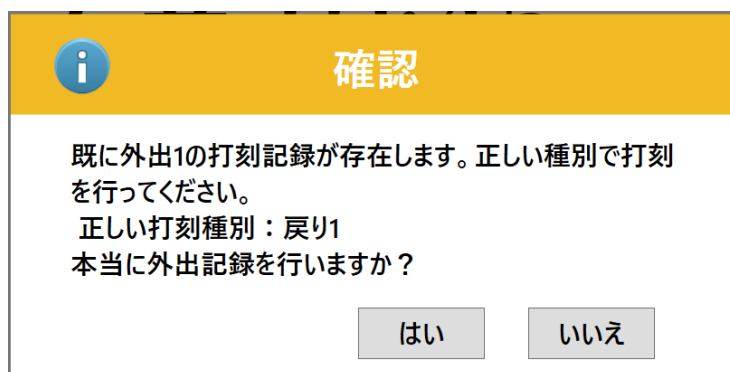 確認
既に外出1の打刻記録が存在します。正しい種別で打刻
を行ってください。
正しい打刻種別：戻り1
本当に外出記録を行いますか？
はい
いいえ